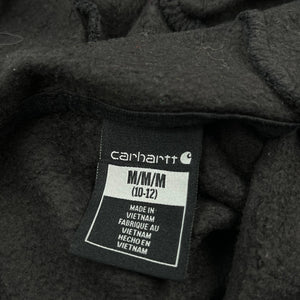 carhartt
M/M/M
(10-12)
MADE IN
VIETNAM
FABRIQUE AU
VIETNAM
HECHO EN
VIETNAM